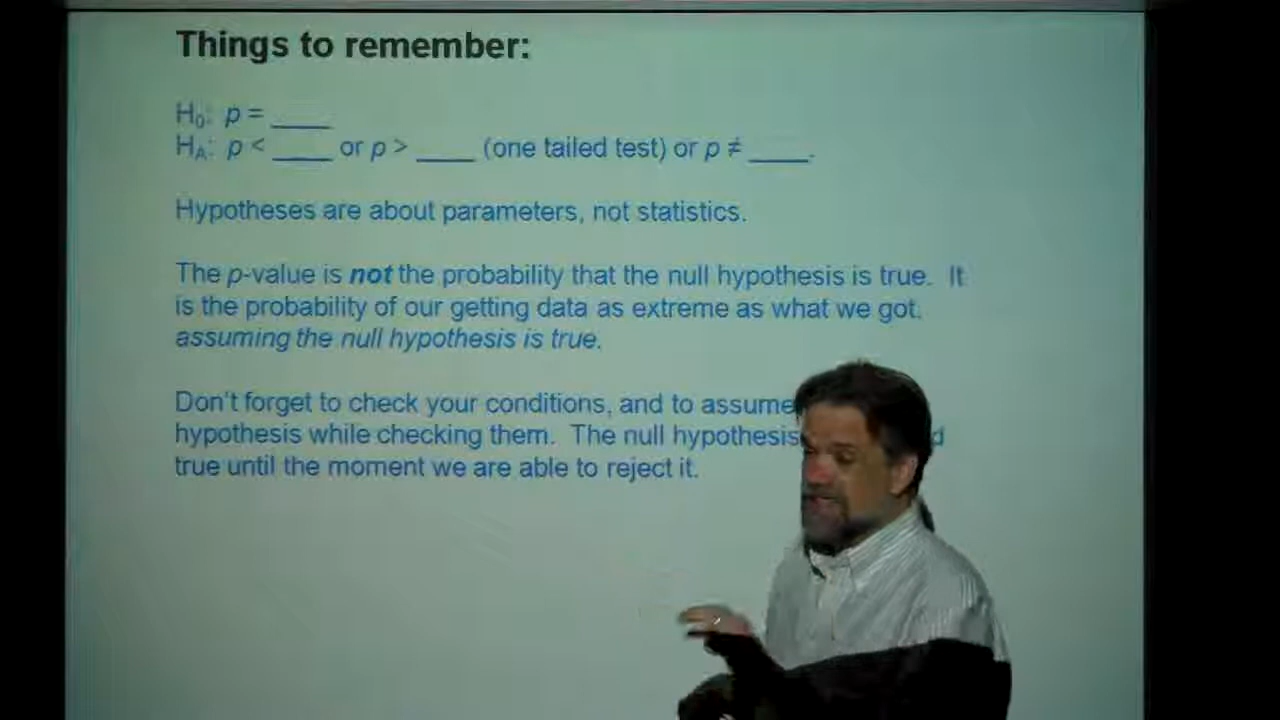 Things to remember:
H₀: p = ____
Hₐ: p < ____ or p > ____ (one tailed test) or p ≠ ____.
Hypotheses are about parameters, not statistics.
The p-value is not the probability that the null hypothesis is true. It
is the probability of our getting data as extreme as what we got,
assuming the null hypothesis is true.
Don't forget to check your conditions, and to assume
hypothesis while checking them. The null hypothesis
true until the moment we are able to reject it.